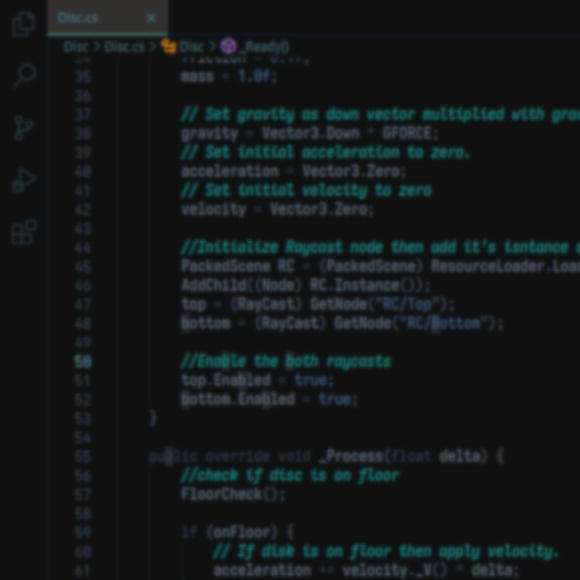 Disc.cs ×
Disc > Disc.cs > Disc > _Ready()
34
35 mass = 1.0f;
36
37 // Set gravity as down vector multiplied with
38 gravity = Vector3.Down * GFORCE;
39 // Set initial acceleration to zero.
40 acceleration = Vector3.Zero;
41 // Set initial velocity to zero
42 velocity = Vector3.Zero;
43
44 //Initialize Raycast node then add it's isntance
45 PackedScene RC = (PackedScene) ResourceLoader.
46 AddChild((Node) RC.Instance());
47 top = (RayCast) GetNode("RC/Top");
48 bottom = (RayCast) GetNode("RC/Bottom");
49
50 //Enable the both raycasts
51 top.Enabled = true;
52 bottom.Enabled = true;
53 }
54
55 public override void _Process(float delta) {
56 //check if disc is on floor
57 FloorCheck();
58
59 if (onFloor) {
60 // If disk is on floor then apply velocity.
61 acceleration += velocity._V() * delta;